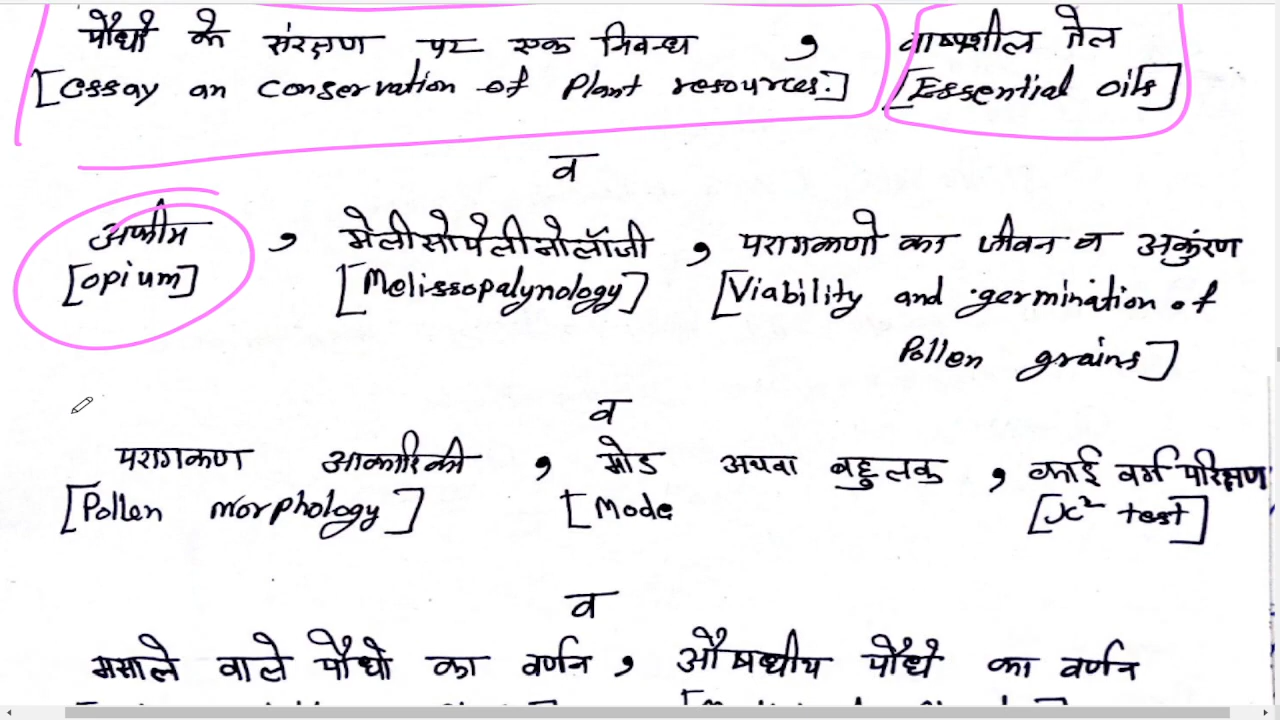 पौधो के संरक्षण पर एक निबन्ध , वाष्पशील तेल
[essay on conservation of Plant resources.] [Essential oils]
व
अफीम , मेलीसोपैलीनोलॉजी , परागकणो का जीवन व अकुंरण
[opium] [Melissopalynology] [Viability and germination of
Pollen grains]
व
परागकण आकारिकी , मोड अथवा बहुलक , काई वर्ग परिक्षण
[Pollen morphology] [Mode [χ² test]
व
मसाले वाले पौधो का वर्णन , औषधीय पौधे का वर्णन